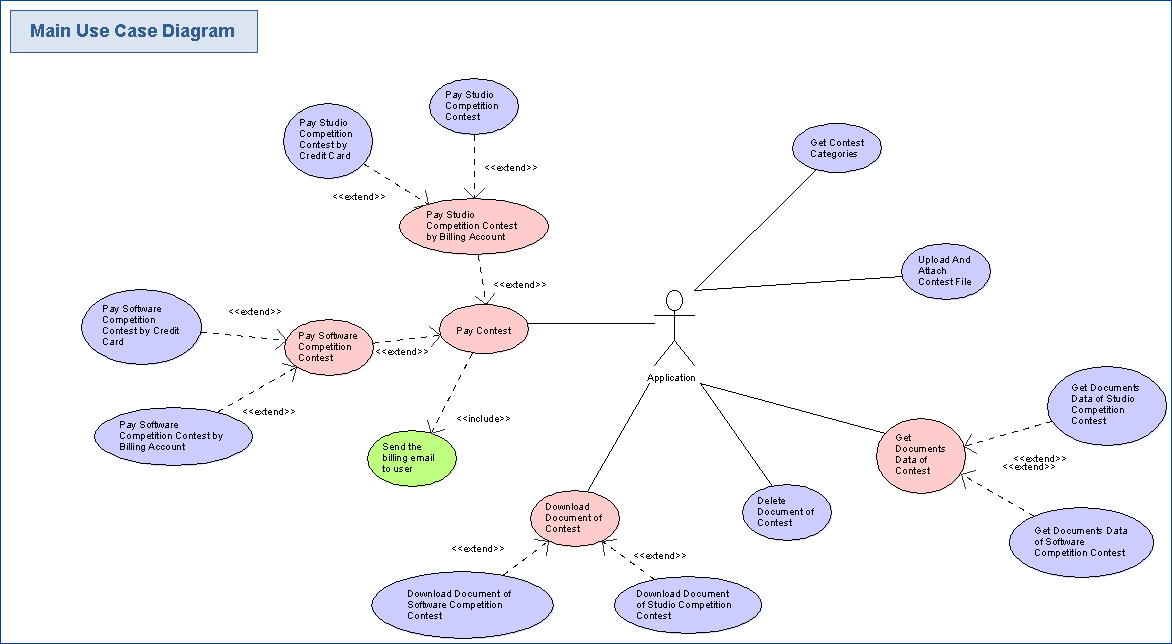 Main Use Case Diagram
Pay Studio
Competition
Contest
Pay Studio
Competition
Contest by
Credit Card
<<extend>>
<<extend>>
Pay Studio
Competition Contest
by Billing Account
Get Contest
Categories
Upload And
Attach
Contest File
<<extend>>
Pay Software
Competition
Contest by Credit
Card
<<extend>>
Pay Software
Competition
Contest
<<extend>>
Pay Contest
Application
<<extend>>
Pay Software
Competition Contest by
Billing Account
<<include>>
Send the
billing email
to user
Get Documents
Data of Studio
Competition
Contest
Get
Documents
Data of
Contest
<<extend>>
<<extend>>
Download
Document of
Contest
Delete
Document of
Contest
Get Documents Data
of Software
Competition Contest
<<extend>>
<<extend>>
Download Document of
Software Competition
Contest
Download Document
of Studio Competition
Contest